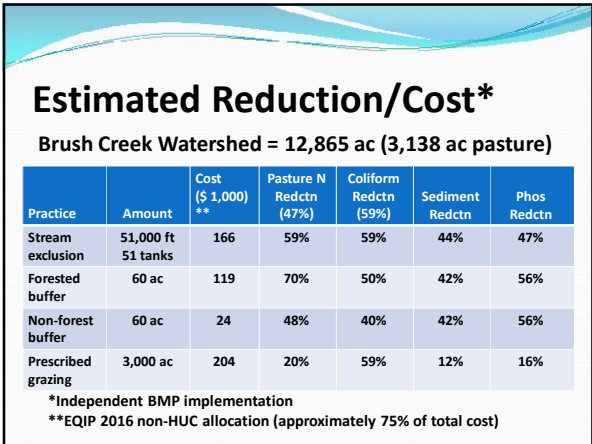 Estimated Reduction/Cost*
Brush Creek Watershed = 12,865 ac (3,138 ac pasture)
Practice Amount Cost ($ 1,000) ** Pasture N Redctn (47%) Coliform Redctn (59%) Sediment Redctn Phos Redctn
Stream exclusion 51,000 ft 51 tanks 166 59% 59% 44% 47%
Forested buffer 60 ac 119 70% 50% 42% 56%
Non-forest buffer 60 ac 24 48% 40% 42% 56%
Prescribed grazing 3,000 ac 204 20% 59% 12% 16%
*Independent BMP implementation
**EQIP 2016 non-HUC allocation (approximately 75% of total cost)